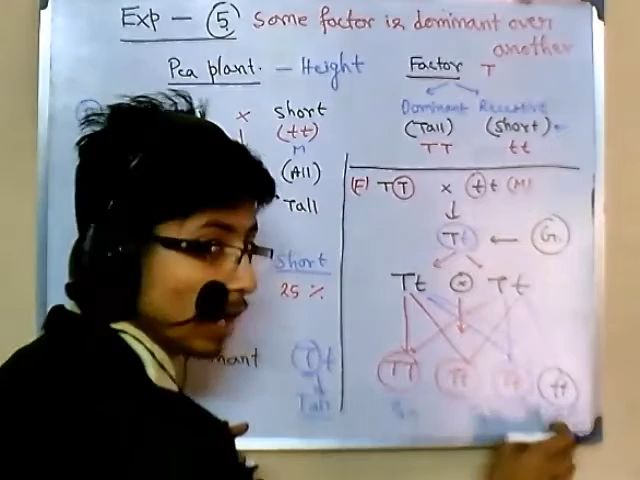 Exp – 5 Some factor is dominant over
another
Pea plant. – Height
Factor T
Dominant Recessive
(Tall) (short)
TT tt
x short
(tt)
M
(All)
Tall
short
25 %
Tt
Tall
(F) TT x tt (M)
Tt ← G₁
Tt x Tt
TT Tt Tt tt